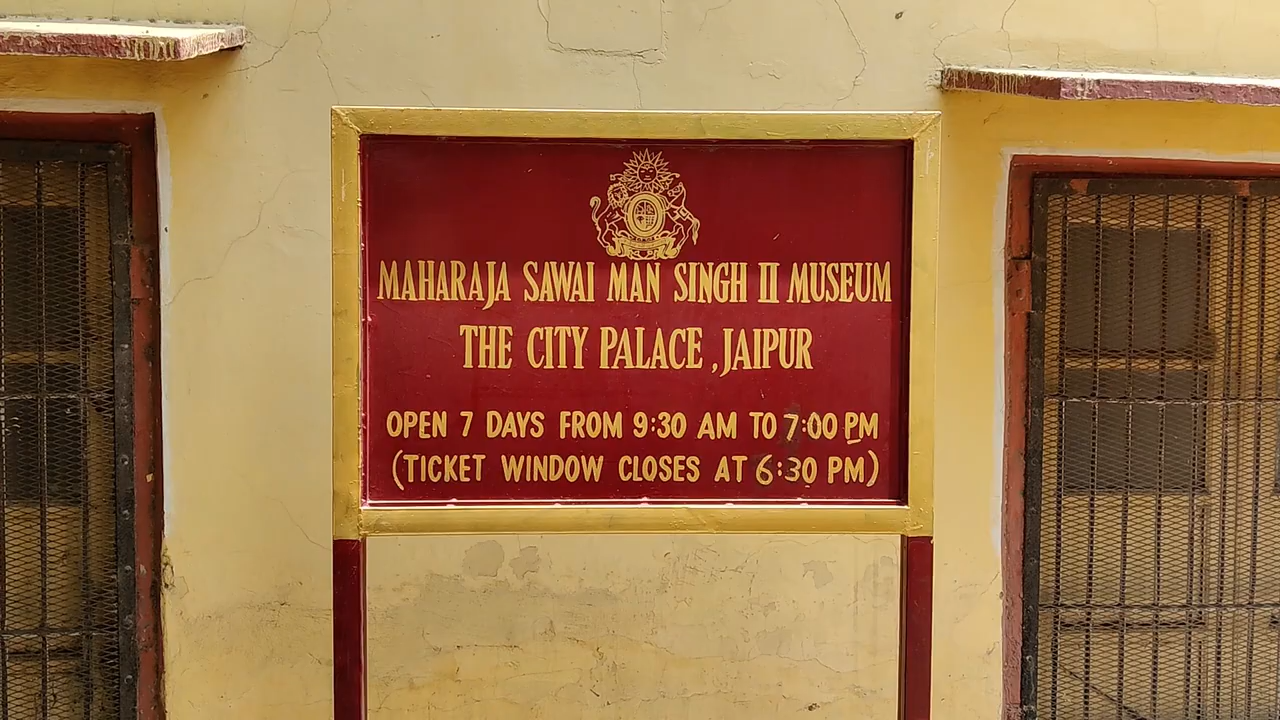 MAHARAJA SAWAI MAN SINGH II MUSEUM
THE CITY PALACE, JAIPUR
OPEN 7 DAYS FROM 9:30 AM TO 7:00 PM
(TICKET WINDOW CLOSES AT 6:30 PM)